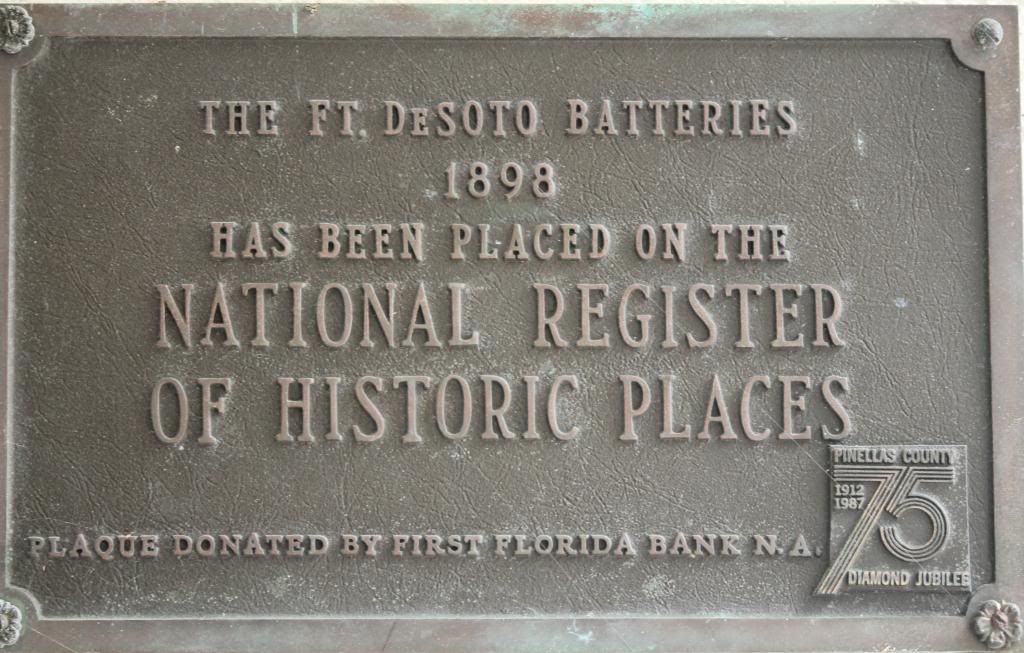 THE FT. DeSOTO BATTERIES
1898
HAS BEEN PLACED ON THE
NATIONAL REGISTER
OF HISTORIC PLACES
PINELLAS COUNTY
1912
1987
75
DIAMOND JUBILEE
PLAQUE DONATED BY FIRST FLORIDA BANK N.A.